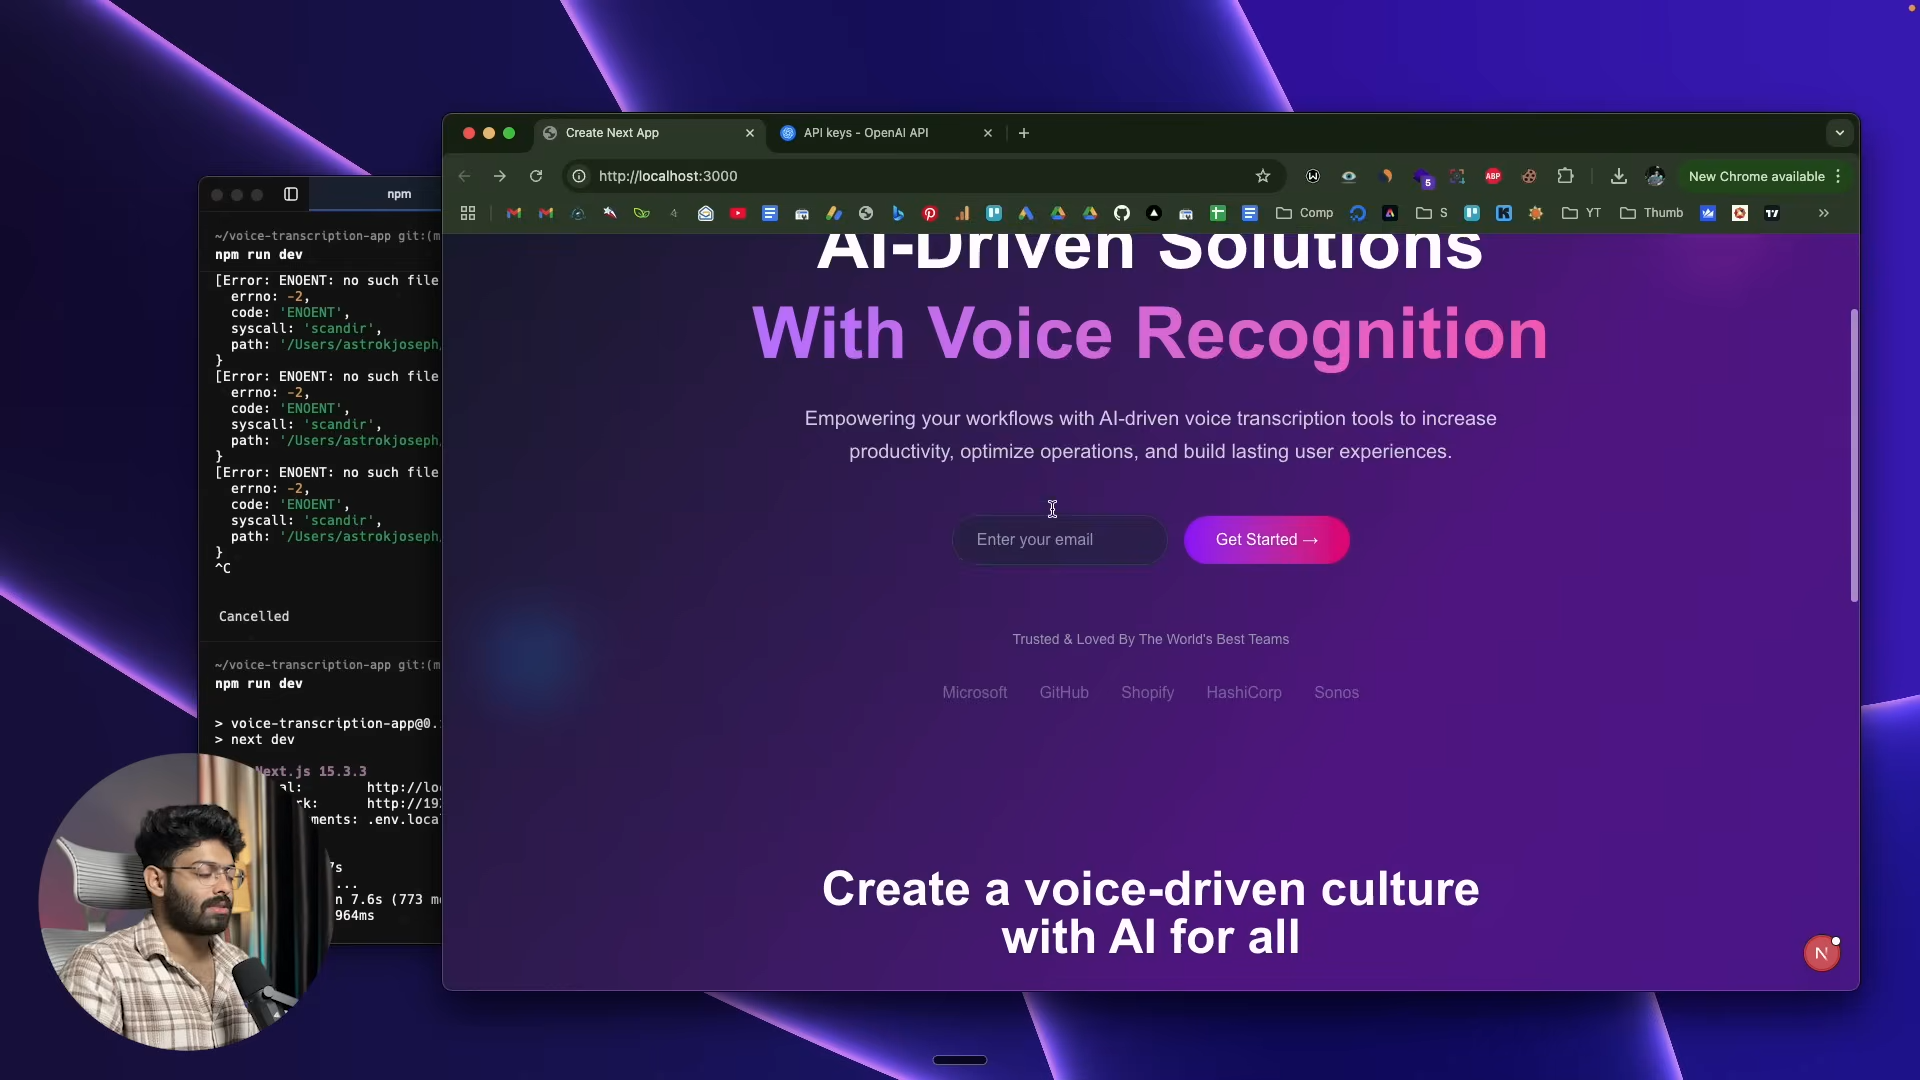 Create Next App
API keys - OpenAI API
http://localhost:3000
5
ABP
New Chrome available
Comp
S
YT
Thumb
npm
~/voice-transcription-app git:(m
npm run dev
[Error: ENOENT: no such file
errno: -2,
code: 'ENOENT',
syscall: 'scandir',
path: '/Users/astrokjoseph,
}
[Error: ENOENT: no such file
errno: -2,
code: 'ENOENT',
syscall: 'scandir',
path: '/Users/astrokjoseph,
}
[Error: ENOENT: no such file
errno: -2,
code: 'ENOENT',
syscall: 'scandir',
path: '/Users/astrokjoseph,
}
^C
Cancelled
~/voice-transcription-app git:(m
npm run dev
> voice-transcription-app@0.
> next dev
Next.js 15.3.3
al: http://lo
rk: http://19
ments: .env.loca
7s
...
n 7.6s (773 m
964ms
AI-Driven Solutions
With Voice Recognition
Empowering your workflows with AI-driven voice transcription tools to increase
productivity, optimize operations, and build lasting user experiences.
Enter your email
Get Started →
Trusted & Loved By The World's Best Teams
Microsoft GitHub Shopify HashiCorp Sonos
Create a voice-driven culture
with AI for all
N